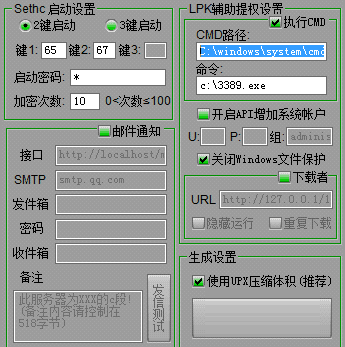 Sethc 启动设置
2键启动 3键启动
键1: 65 键2: 67 键3:
启动密码: *
加密次数: 10 0<次数≤100
邮件通知
接口 http://localhost/m
SMTP smtp.qq.com
发件箱
密码
收件箱
备注
此服务器为XXX的c段!
(备注内容请控制在
518字节)
发信测试
LPK辅助提权设置
执行CMD
CMD路径:
C:\windows\system\cmd
命令:
c:\3389.exe
开启API增加系统帐户
U: P: 组: adminis
关闭Windows文件保护
下载者
URL http://127.0.0.1/1
隐藏运行 重复下载
生成设置
使用UPX压缩体积(推荐)